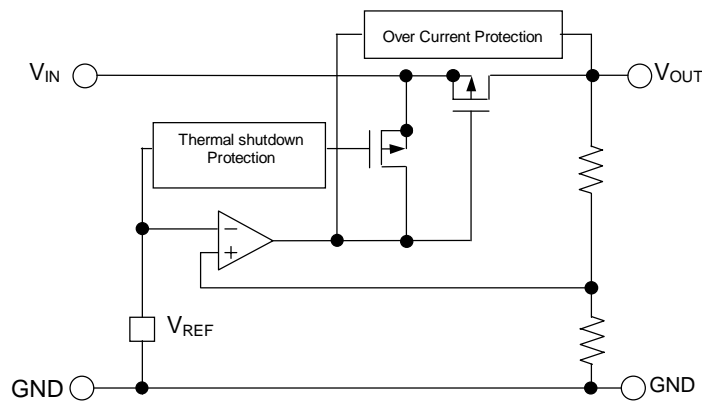 Over Current Protection
VIN
VOUT
Thermal shutdown
Protection
−
+
VREF
GND
GND